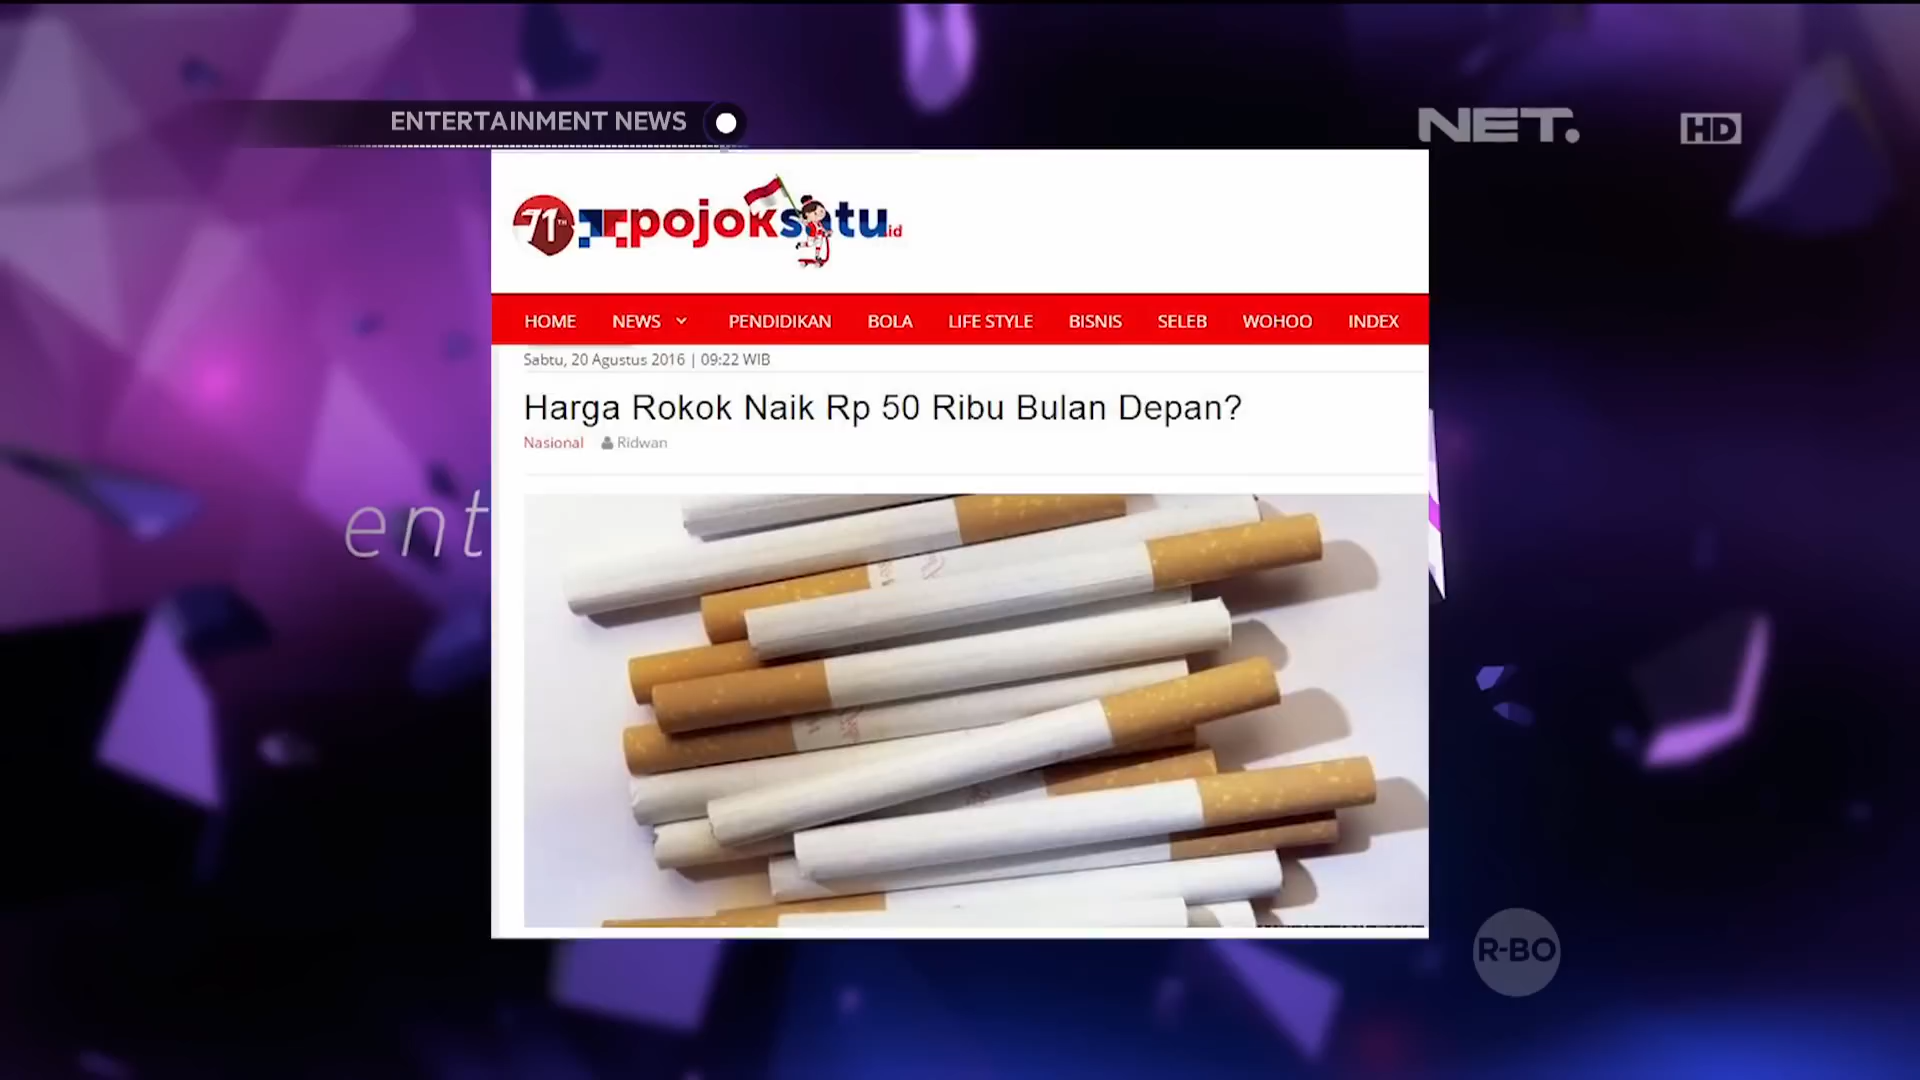 ENTERTAINMENT NEWS
NET.
HD
71TH
pojoksatu.id
HOME NEWS PENDIDIKAN BOLA LIFE STYLE BISNIS SELEB WOHOO INDEX
Sabtu, 20 Agustus 2016 | 09:22 WIB
Harga Rokok Naik Rp 50 Ribu Bulan Depan?
Nasional Ridwan
ent
R-BO